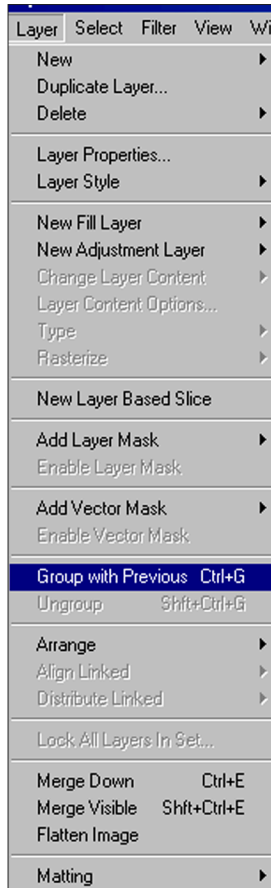 Layer Select Filter View Wi
New
Duplicate Layer...
Delete
Layer Properties...
Layer Style
New Fill Layer
New Adjustment Layer
Change Layer Content
Layer Content Options...
Type
Rasterize
New Layer Based Slice
Add Layer Mask
Enable Layer Mask
Add Vector Mask
Enable Vector Mask
Group with Previous Ctrl+G
Ungroup Shft+Ctrl+G
Arrange
Align Linked
Distribute Linked
Lock All Layers In Set...
Merge Down Ctrl+E
Merge Visible Shft+Ctrl+E
Flatten Image
Matting